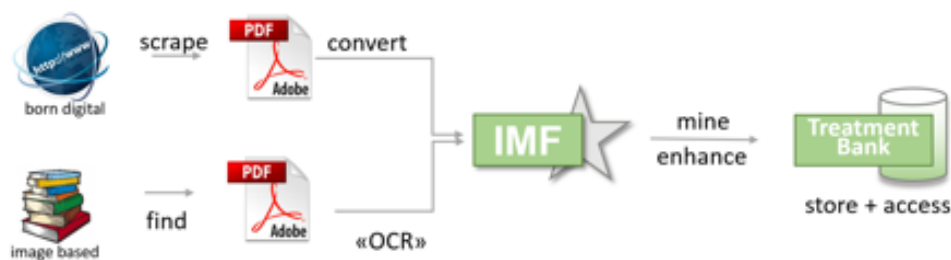 http://www
born digital
scrape
PDF
Adobe
convert
image based
find
PDF
Adobe
«OCR»
IMF
mine
enhance
Treatment
Bank
store + access